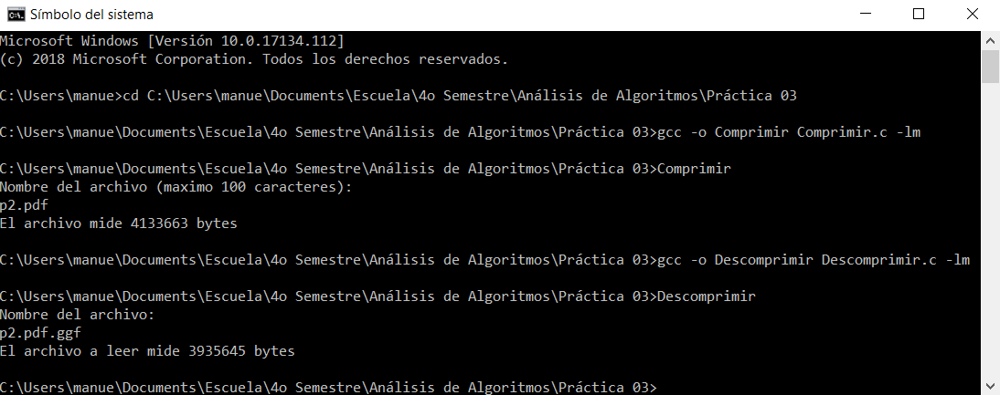 Símbolo del sistema
Microsoft Windows [Versión 10.0.17134.112]
(c) 2018 Microsoft Corporation. Todos los derechos reservados.
C:\Users\manue>cd C:\Users\manue\Documents\Escuela\4o Semestre\Análisis de Algoritmos\Práctica 03
C:\Users\manue\Documents\Escuela\4o Semestre\Análisis de Algoritmos\Práctica 03>gcc -o Comprimir Comprimir.c -lm
C:\Users\manue\Documents\Escuela\4o Semestre\Análisis de Algoritmos\Práctica 03>Comprimir
Nombre del archivo (maximo 100 caracteres):
p2.pdf
El archivo mide 4133663 bytes
C:\Users\manue\Documents\Escuela\4o Semestre\Análisis de Algoritmos\Práctica 03>gcc -o Descomprimir Descomprimir.c -lm
C:\Users\manue\Documents\Escuela\4o Semestre\Análisis de Algoritmos\Práctica 03>Descomprimir
Nombre del archivo:
p2.pdf.ggf
El archivo a leer mide 3935645 bytes
C:\Users\manue\Documents\Escuela\4o Semestre\Análisis de Algoritmos\Práctica 03>